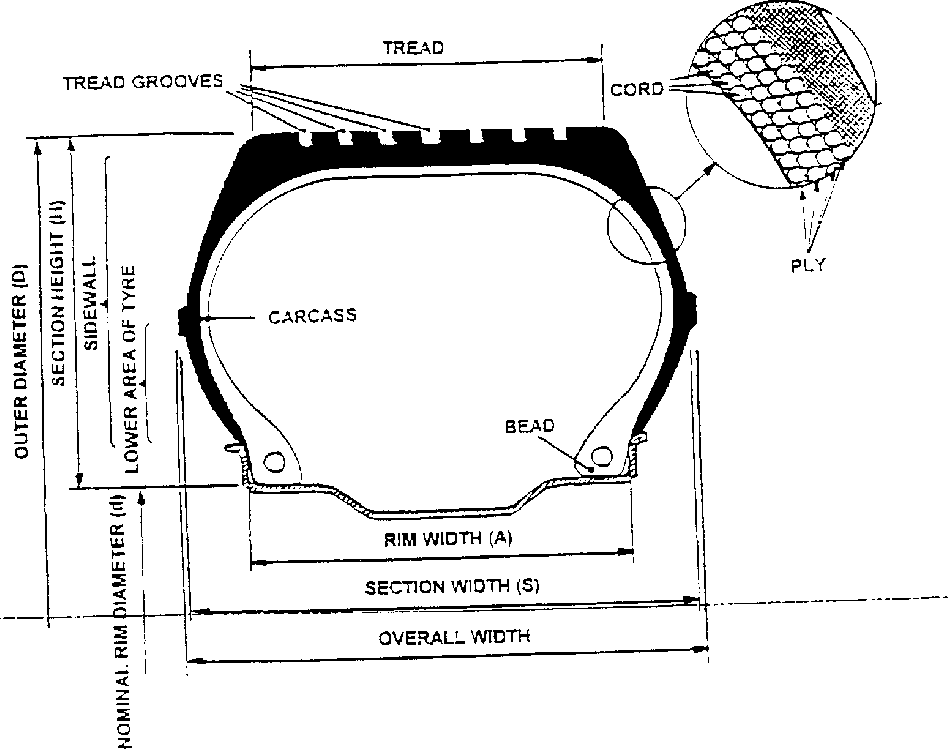 TREAD
TREAD GROOVES
CORD
PLY
OUTER DIAMETER (D)
SECTION HEIGHT (H)
SIDEWALL
LOWER AREA OF TYRE
CARCASS
BEAD
NOMINAL RIM DIAMETER (d)
RIM WIDTH (A)
SECTION WIDTH (S)
OVERALL WIDTH